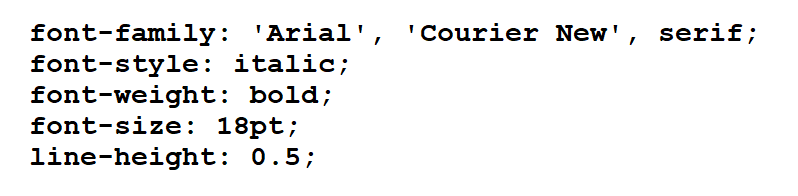 font-family: 'Arial', 'Courier New', serif;
font-style: italic;
font-weight: bold;
font-size: 18pt;
line-height: 0.5;